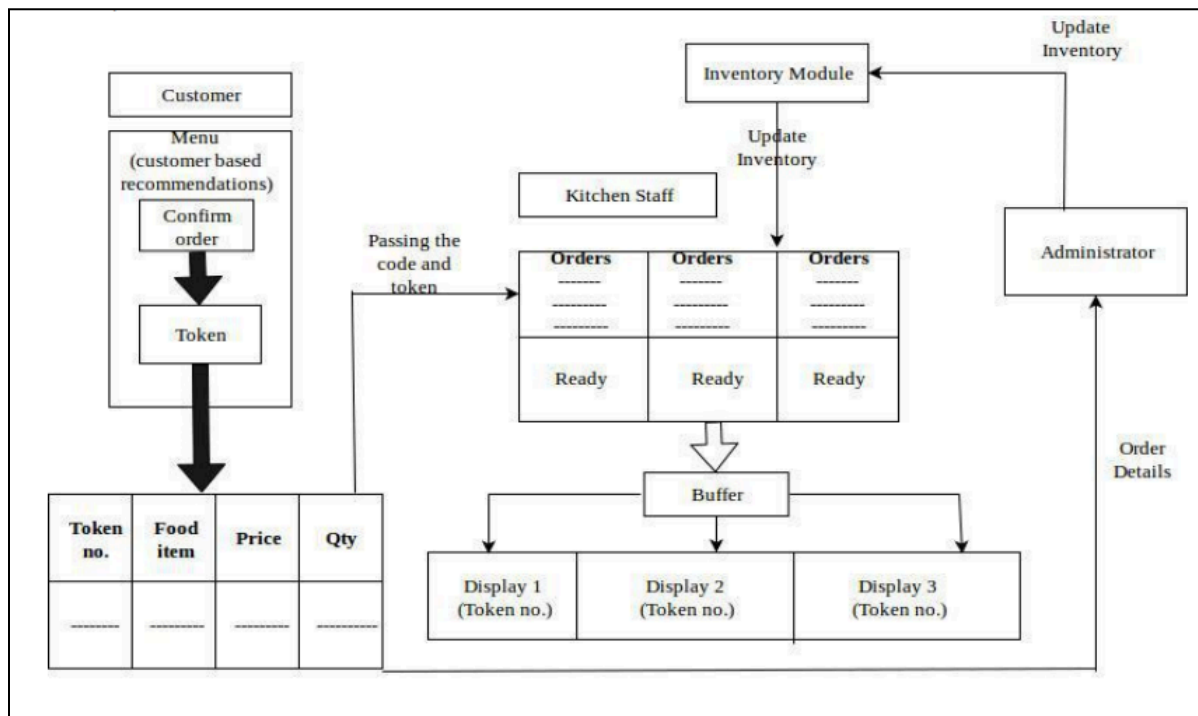 Customer
Menu
(customer based
recommendations)
Confirm
order
Token
Token
no.
Food
item
Price
Qty
--------
--------
---------
----------
Passing the
code and
token
Inventory Module
Update
Inventory
Kitchen Staff
Orders
-------
---------
---------
Orders
-------
---------
---------
Orders
-------
---------
---------
Ready
Ready
Ready
Buffer
Display 1
(Token no.)
Display 2
(Token no.)
Display 3
(Token no.)
Update
Inventory
Administrator
Order
Details